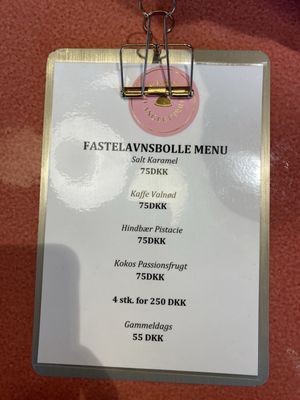 FASTELAVNSBOLLE MENU
Salt Karamel
75DKK
Kaffe Valnød
75DKK
Hindbær Pistacie
75DKK
Kokos Passionsfrugt
75DKK
4 stk. for 250 DKK
Gammeldags
55 DKK